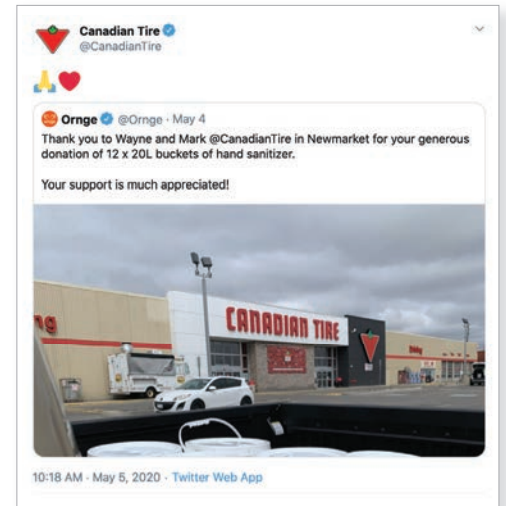 Canadian Tire
@CanadianTire
🙏❤️
Ornge @Ornge · May 4
Thank you to Wayne and Mark @CanadianTire in Newmarket for your generous
donation of 12 x 20L buckets of hand sanitizer.
Your support is much appreciated!
CANADIAN TIRE
10:18 AM · May 5, 2020 · Twitter Web App